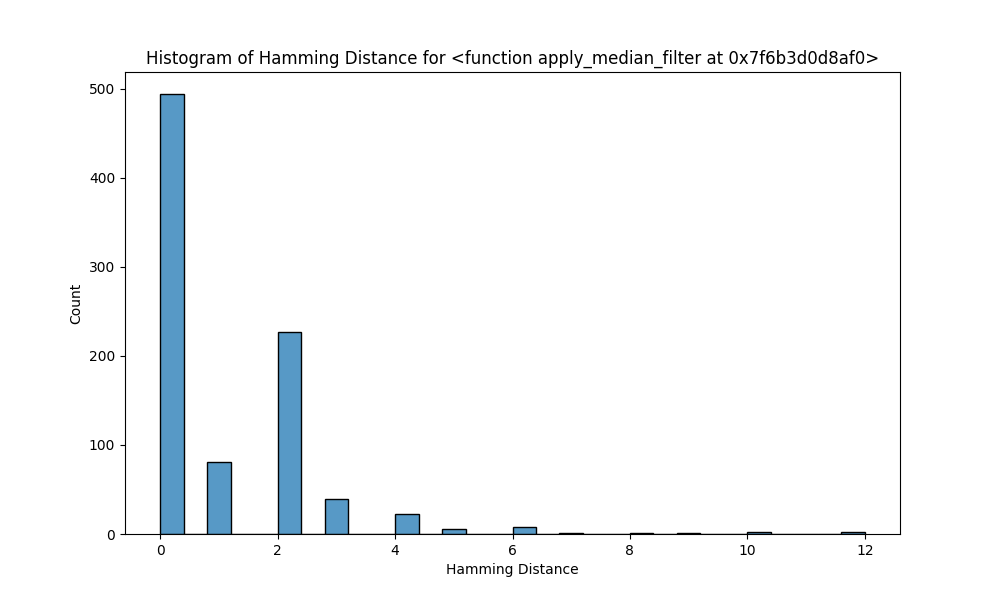 Histogram of Hamming Distance for <function apply_median_filter at 0x7f6b3d0d8af0>
500
400
300
200
100
0
Count
0 2 4 6 8 10 12
Hamming Distance